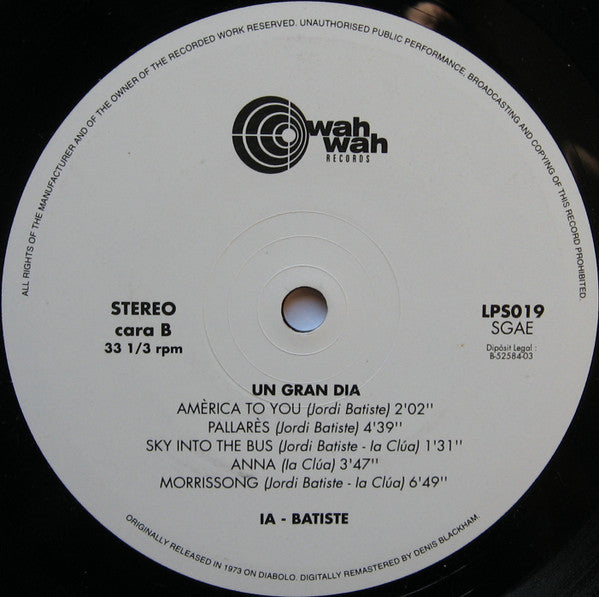 ALL RIGHTS OF THE MANUFACTURER AND OF THE OWNER OF THE RECORDED WORK RESERVED. UNAUTHORISED PUBLIC PERFORMANCE, BROADCASTING AND COPYING OF THIS RECORD PROHIBITED.
wah
wah
RECORDS
STEREO
cara B
33 1/3 rpm
LPS019
SGAE
Dipòsit Legal :
B-52584-03
UN GRAN DIA
AMÈRICA TO YOU (Jordi Batiste) 2'02''
PALLARÈS (Jordi Batiste) 4'39''
SKY INTO THE BUS (Jordi Batiste - Ia Clúa) 1'31''
ANNA (Ia Clúa) 3'47''
MORRISSONG (Jordi Batiste - Ia Clúa) 6'49''
IA - BATISTE
ORIGINALLY RELEASED IN 1973 ON DIABOLO. DIGITALLY REMASTERED BY DENIS BLACKHAM.